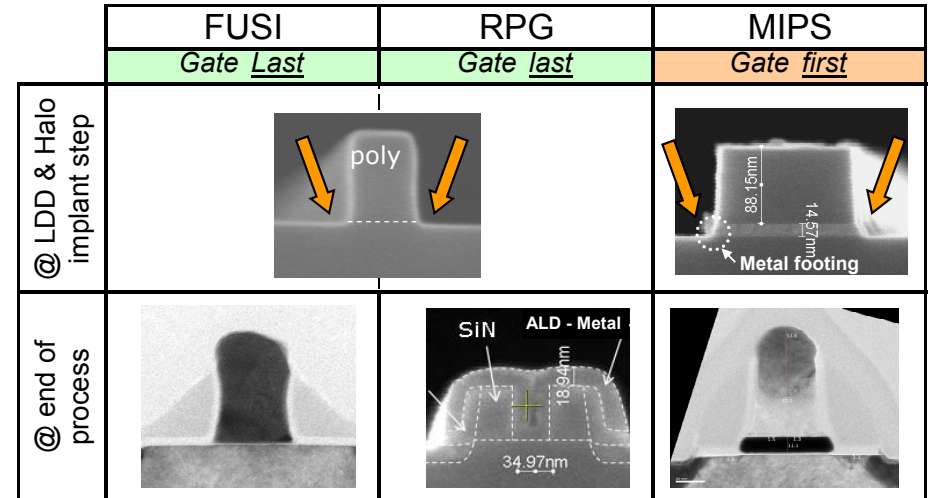 FUSI
RPG
MIPS
Gate Last
Gate last
Gate first
@ LDD & Halo
implant step
poly
88.15nm
14.57nm
Metal footing
@ end of
process
SiN
ALD - Metal
18.94nm
34.97nm